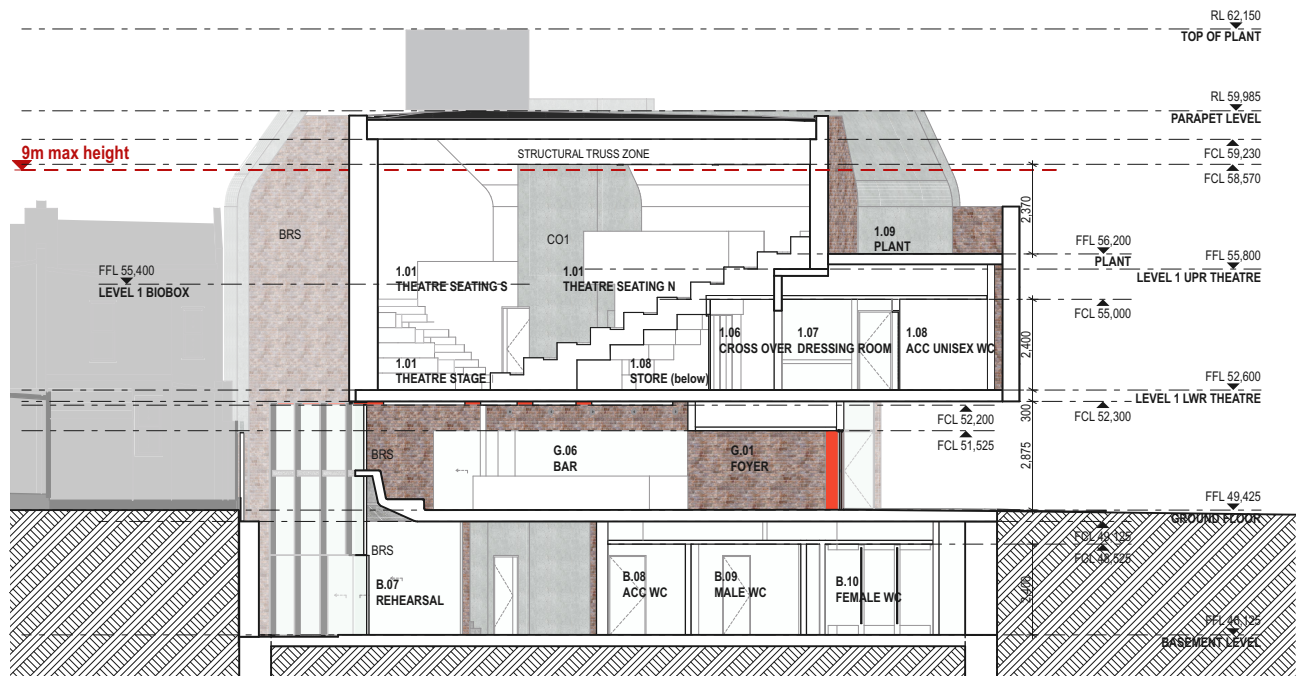 RL 62,150
TOP OF PLANT
RL 59,985
PARAPET LEVEL
9m max height
STRUCTURAL TRUSS ZONE
FCL 59,230
FCL 58,570
2,370
BRS
CO1
1.09
PLANT
FFL 56,200
PLANT
FFL 55,800
LEVEL 1 UPR THEATRE
FFL 55,400
LEVEL 1 BIOBOX
1.01
THEATRE SEATING S
1.01
THEATRE SEATING N
FCL 55,000
2,400
1.06
CROSS OVER
1.07
DRESSING ROOM
1.08
ACC UNISEX WC
1.01
THEATRE STAGE
1.08
STORE (below)
FFL 52,600
LEVEL 1 LWR THEATRE
300
FCL 52,200
FCL 52,300
FCL 51,525
2,875
BRS
G.06
BAR
G.01
FOYER
FFL 49,425
GROUND FLOOR
FCL 49,125
FCL 48,525
BRS
B.07
REHEARSAL
B.08
ACC WC
B.09
MALE WC
B.10
FEMALE WC
2,400
FFL 46,125
BASEMENT LEVEL